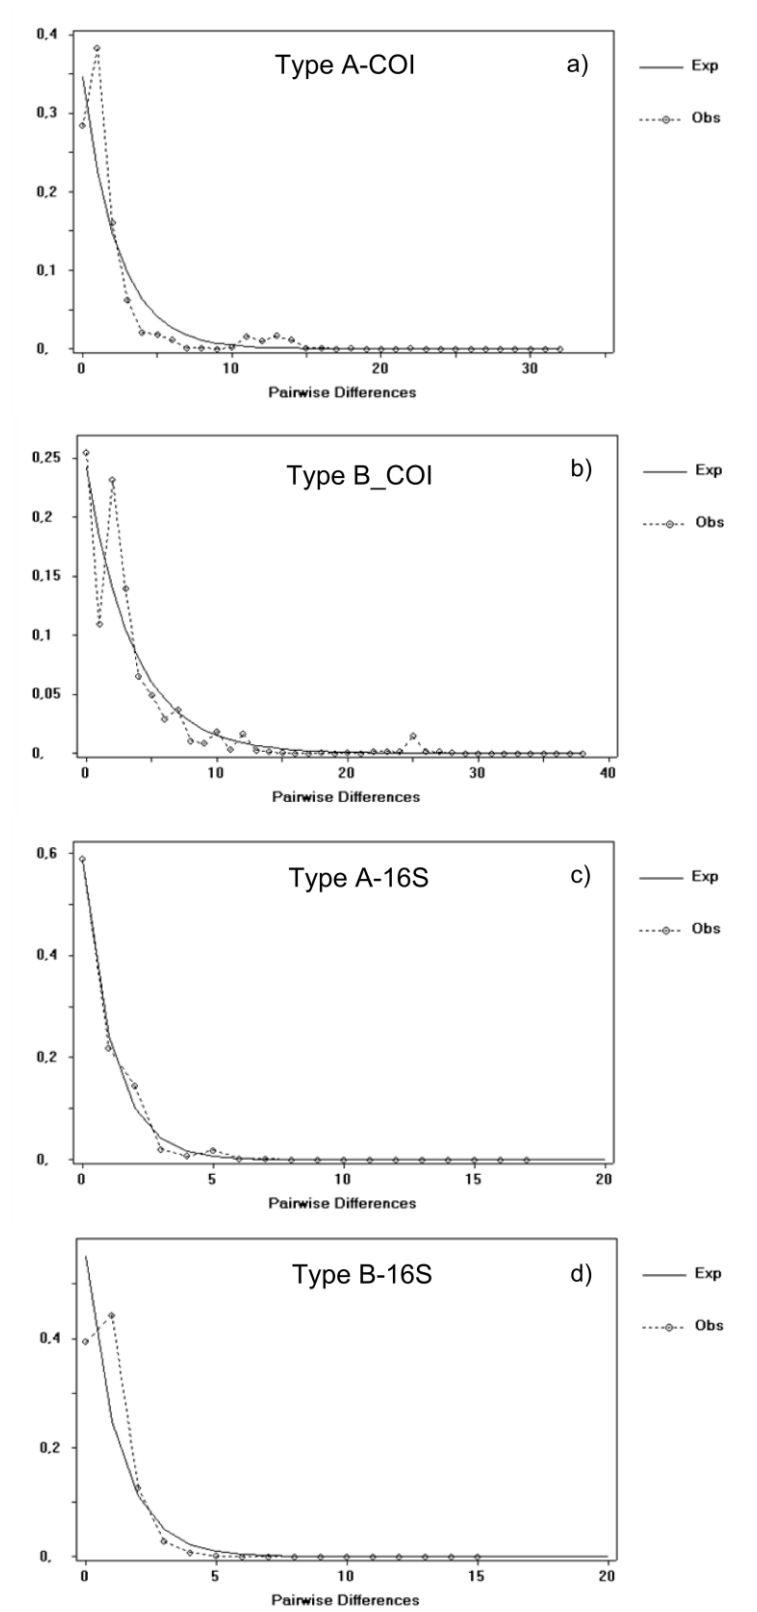 0,4
Type A-COI
a)
Exp
Obs
0,3
0,2
0,1
0,
0 10 20 30
Pairwise Differences
0,25
Type B_COI
b)
Exp
Obs
0,2
0,15
0,1
0,05
0,
0 10 20 30 40
Pairwise Differences
0,6
Type A-16S
c)
Exp
Obs
0,4
0,2
0,
0 5 10 15 20
Pairwise Differences
Type B-16S
d)
Exp
Obs
0,4
0,2
0,
0 5 10 15 20
Pairwise Differences